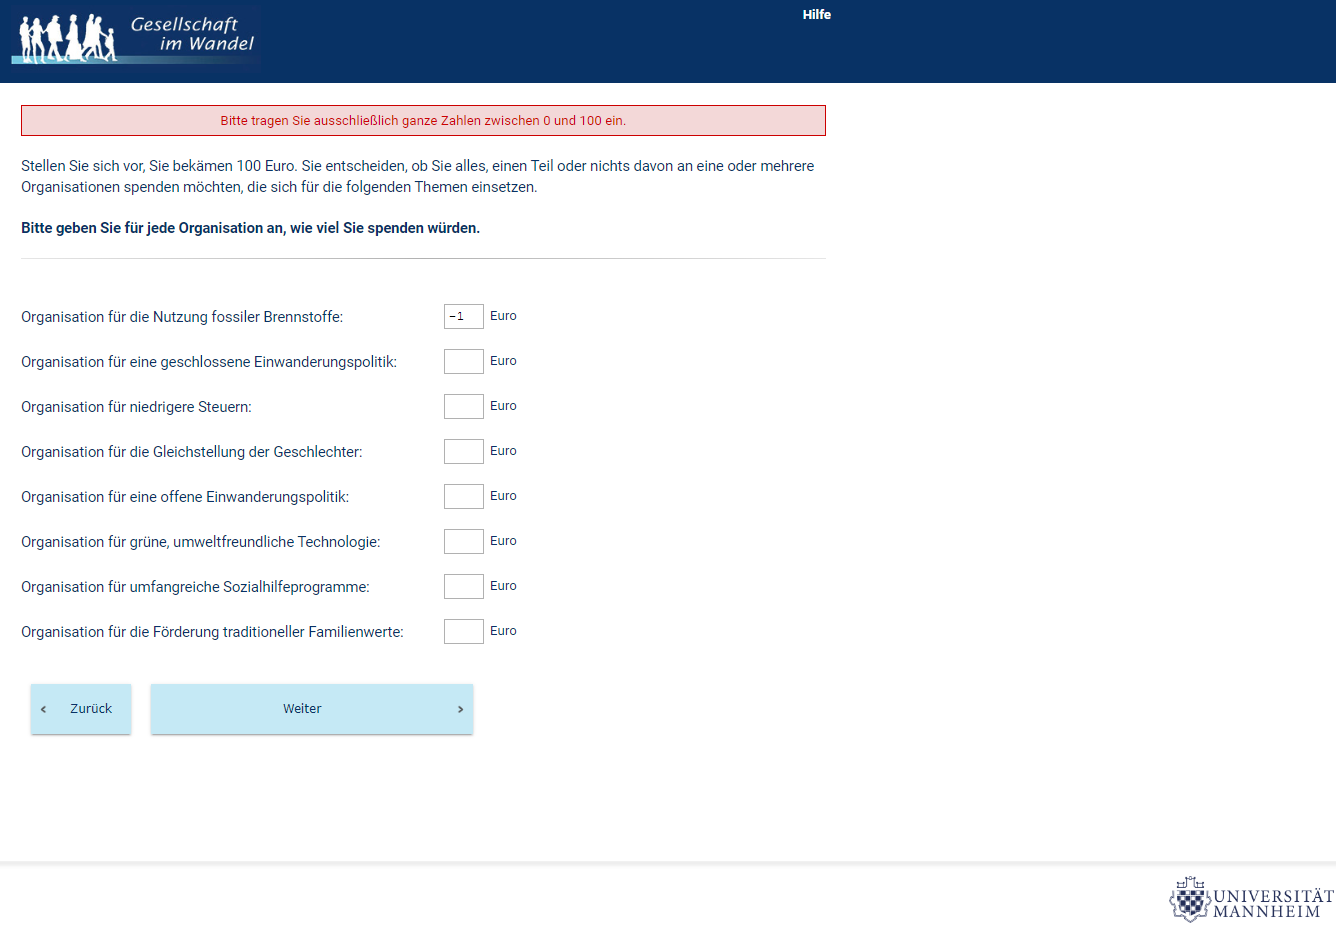 Gesellschaft
im Wandel
Hilfe
Bitte tragen Sie ausschließlich ganze Zahlen zwischen 0 und 100 ein.
Stellen Sie sich vor, Sie bekämen 100 Euro. Sie entscheiden, ob Sie alles, einen Teil oder nichts davon an eine oder mehrere
Organisationen spenden möchten, die sich für die folgenden Themen einsetzen.
Bitte geben Sie für jede Organisation an, wie viel Sie spenden würden.
Organisation für die Nutzung fossiler Brennstoffe: -1 Euro
Organisation für eine geschlossene Einwanderungspolitik: Euro
Organisation für niedrigere Steuern: Euro
Organisation für die Gleichstellung der Geschlechter: Euro
Organisation für eine offene Einwanderungspolitik: Euro
Organisation für grüne, umweltfreundliche Technologie: Euro
Organisation für umfangreiche Sozialhilfeprogramme: Euro
Organisation für die Förderung traditioneller Familienwerte: Euro
‹ Zurück Weiter ›
UNIVERSITÄT
MANNHEIM